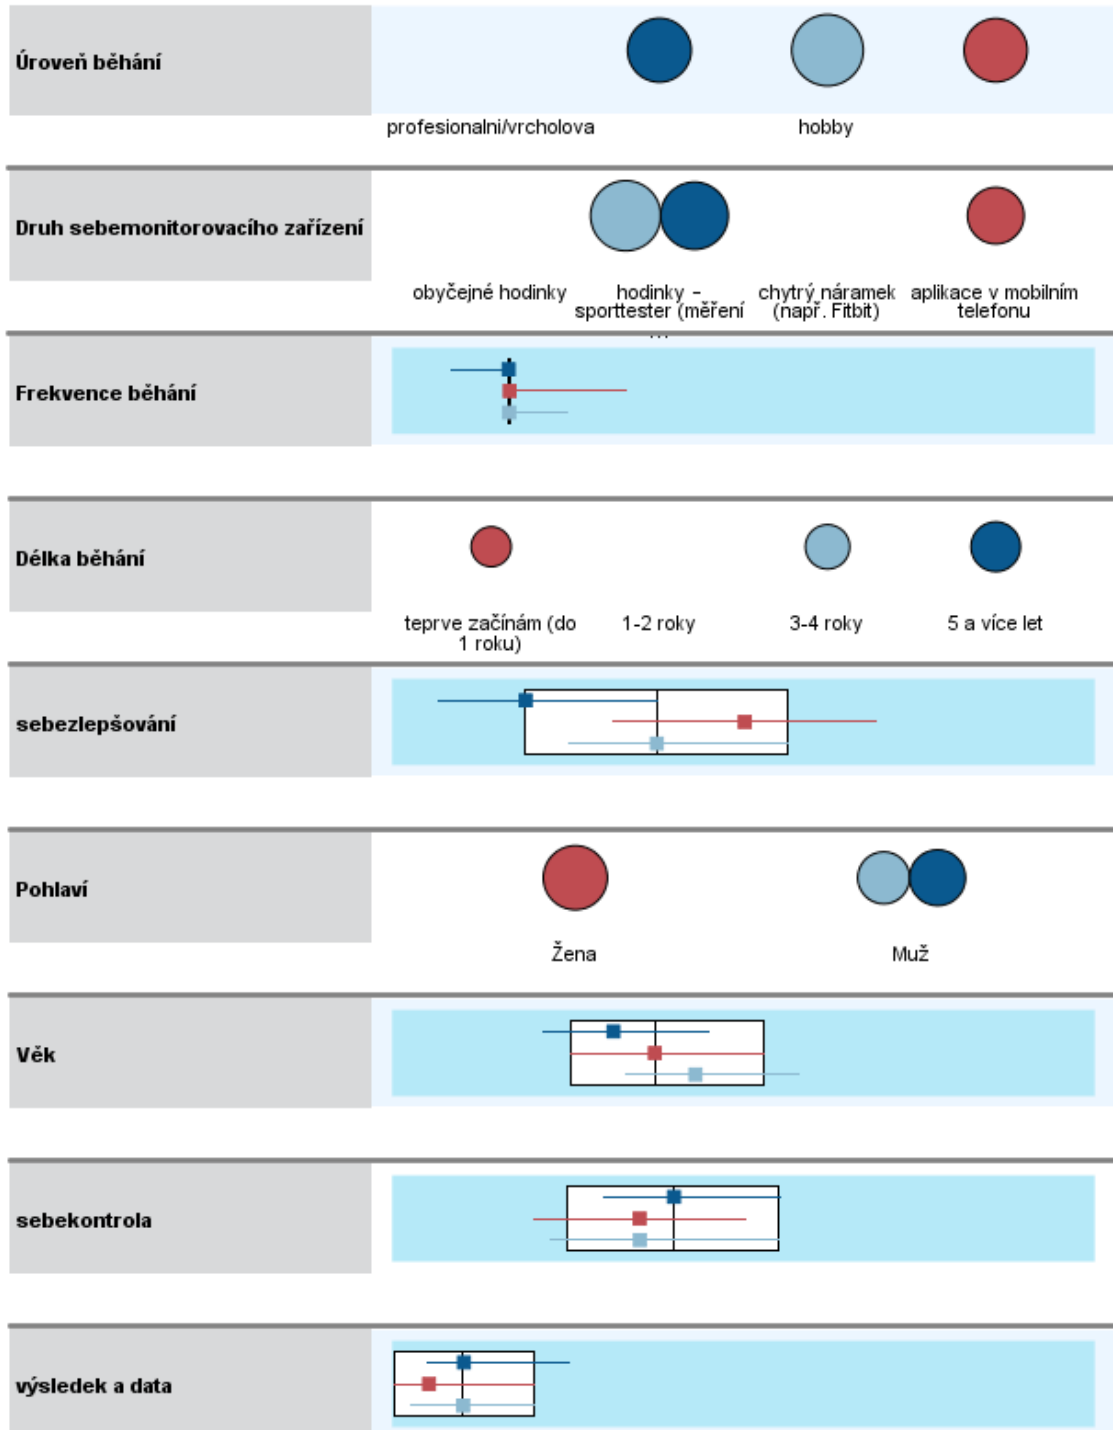 Úroveň běhání
profesionalni/vrcholova
hobby
Druh sebemonitorovacího zařízení
obyčejné hodinky
hodinky –
sporttester (měření
...
chytrý náramek
(např. Fitbit)
aplikace v mobilním
telefonu
Frekvence běhání
Délka běhání
teprve začínám (do
1 roku)
1-2 roky
3-4 roky
5 a více let
sebezlepšování
Pohlaví
Žena
Muž
Věk
sebekontrola
výsledek a data